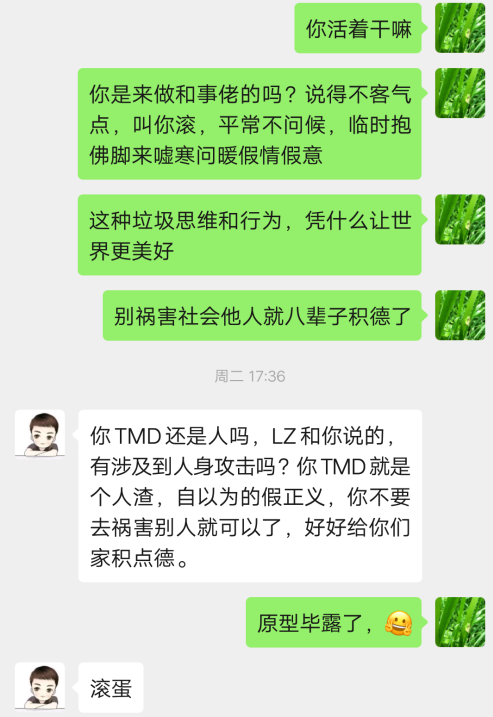 你活着干嘛
你是来做和事佬的吗？说得不客气
点，叫你滚，平常不问候，临时抱
佛脚来嘘寒问暖假情假意
这种垃圾思维和行为，凭什么让世
界更美好
别祸害社会他人就八辈子积德了
周二 17:36
你TMD还是人吗，LZ和你说的，
有涉及到人身攻击吗？你TMD就是
个人渣，自以为的假正义，你不要
去祸害别人就可以了，好好给你们
家积点德。
原型毕露了，🤗
滚蛋